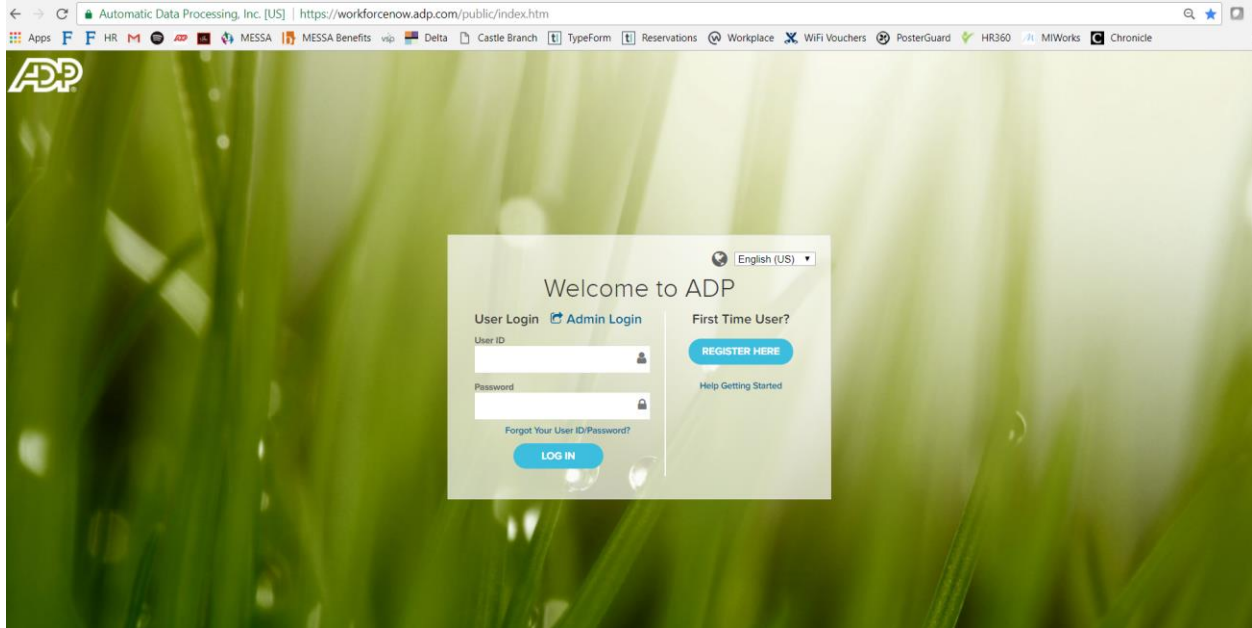 Automatic Data Processing, Inc. [US] | https://workforcenow.adp.com/public/index.htm
Apps F F HR M MESSA MESSA Benefits vsip Delta Castle Branch t TypeForm t Reservations Workplace WiFi Vouchers PosterGuard HR360 MIWorks C Chronicle
ADP
English (US)
Welcome to ADP
User Login Admin Login
First Time User?
User ID
REGISTER HERE
Password
Help Getting Started
Forgot Your User ID/Password?
LOG IN